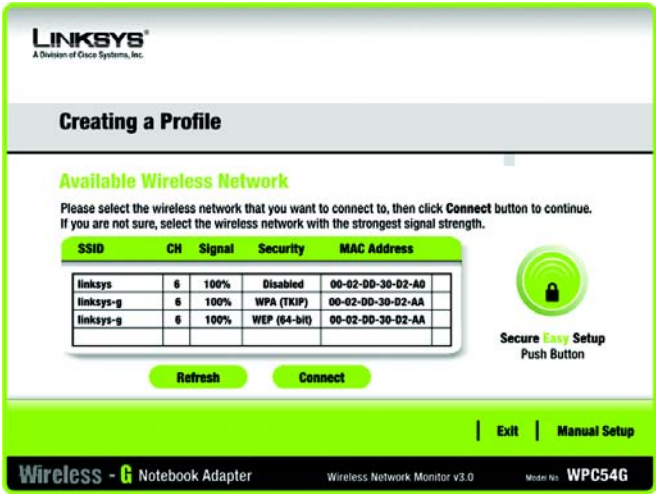 LINKSYS®
A Division of Cisco Systems, Inc.
Creating a Profile
Available Wireless Network
Please select the wireless network that you want to connect to, then click Connect button to continue.
If you are not sure, select the wireless network with the strongest signal strength.
SSID CH Signal Security MAC Address
linksys 6 100% Disabled 00-02-DD-30-D2-A0
linksys-g 6 100% WPA (TKIP) 00-02-DD-30-D2-AA
linksys-g 6 100% WEP (64-bit) 00-02-DD-30-D2-AA
Secure Easy Setup
Push Button
Refresh Connect
Exit Manual Setup
Wireless - G Notebook Adapter Wireless Network Monitor v3.0 Model No WPC54G